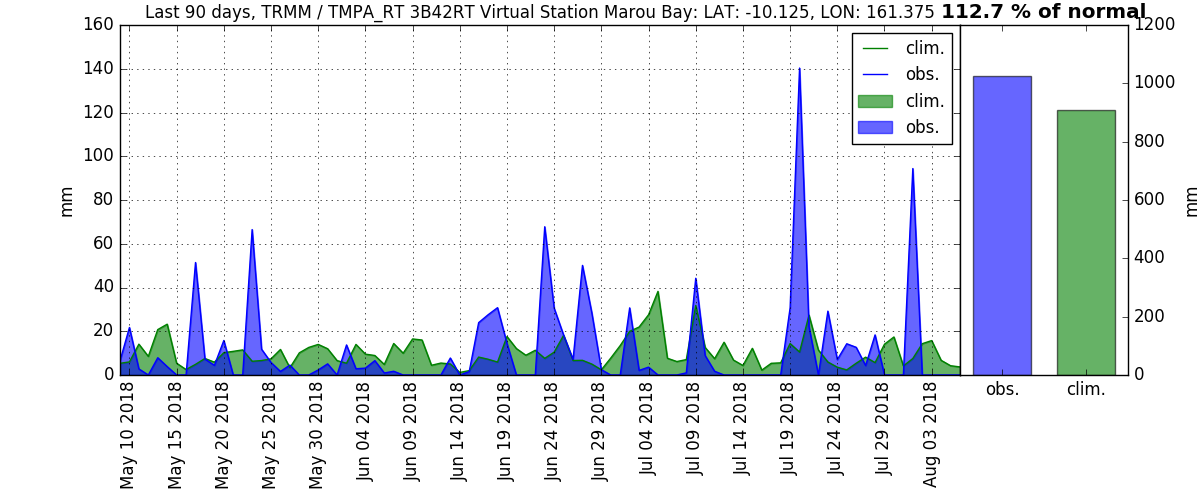 Last 90 days, TRMM / TMPA_RT 3B42RT Virtual Station Marou Bay: LAT: -10.125, LON: 161.375 112.7 % of normal
160
140
120
100
80
60
40
20
0
mm
clim.
obs.
clim.
obs.
1200
1000
800
600
400
200
0
mm
May 10 2018
May 15 2018
May 20 2018
May 25 2018
May 30 2018
Jun 04 2018
Jun 09 2018
Jun 14 2018
Jun 19 2018
Jun 24 2018
Jun 29 2018
Jul 04 2018
Jul 09 2018
Jul 14 2018
Jul 19 2018
Jul 24 2018
Jul 29 2018
Aug 03 2018
obs.
clim.